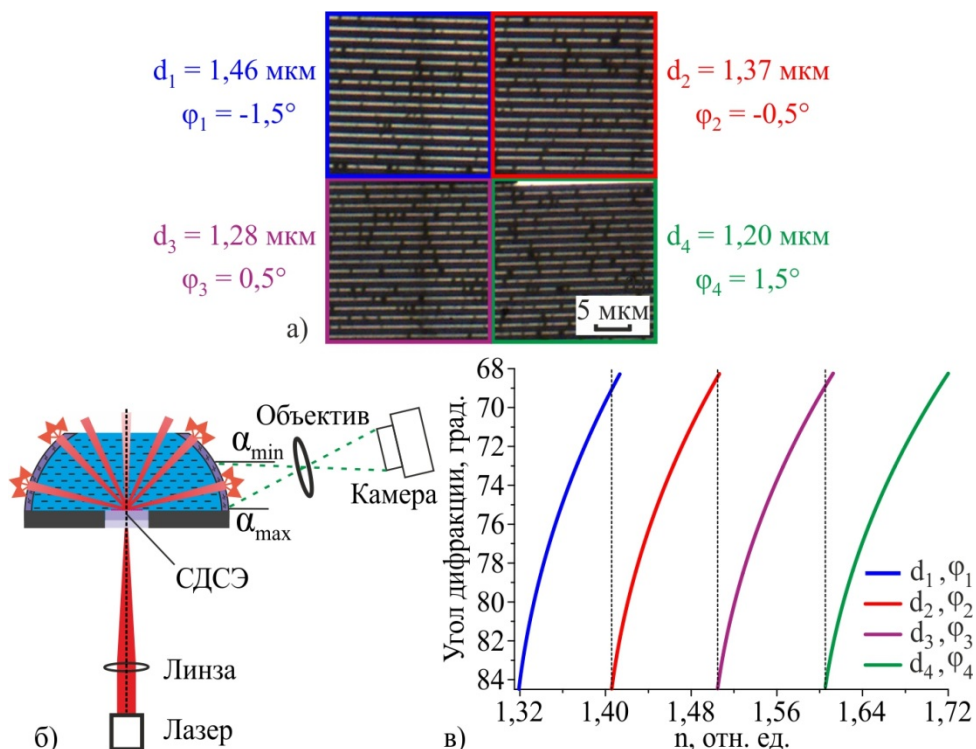 d₁ = 1,46 мкм
φ₁ = -1,5°
d₂ = 1,37 мкм
φ₂ = -0,5°
d₃ = 1,28 мкм
φ₃ = 0,5°
d₄ = 1,20 мкм
φ₄ = 1,5°
5 мкм
а)
Объектив
αmin
Камера
αmax
СДСЭ
Линза
Лазер
б)
Угол дифракции, град.
68
70
72
74
76
78
80
82
84
d₁,φ₁
d₂,φ₂
d₃,φ₃
d₄,φ₄
1,32 1,40 1,48 1,56 1,64 1,72
n, отн. ед.
в)